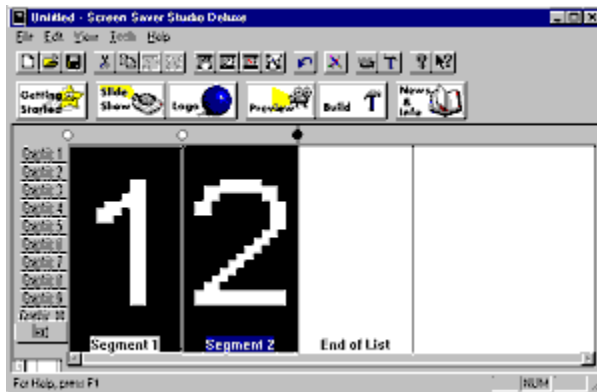 Untitled - Screen Saver Studio Deluxe
File Edit View Tools Help
T
Getting Started Slide Show Logo Preview Build News & Info
Graphic 1
Graphic 2
Graphic 3
Graphic 4
Graphic 5
Graphic 6
Graphic 7
Graphic 8
Graphic 9
Graphic 10
Text
1 2
Segment 1 Segment 2 End of List
For Help, press F1 NUM